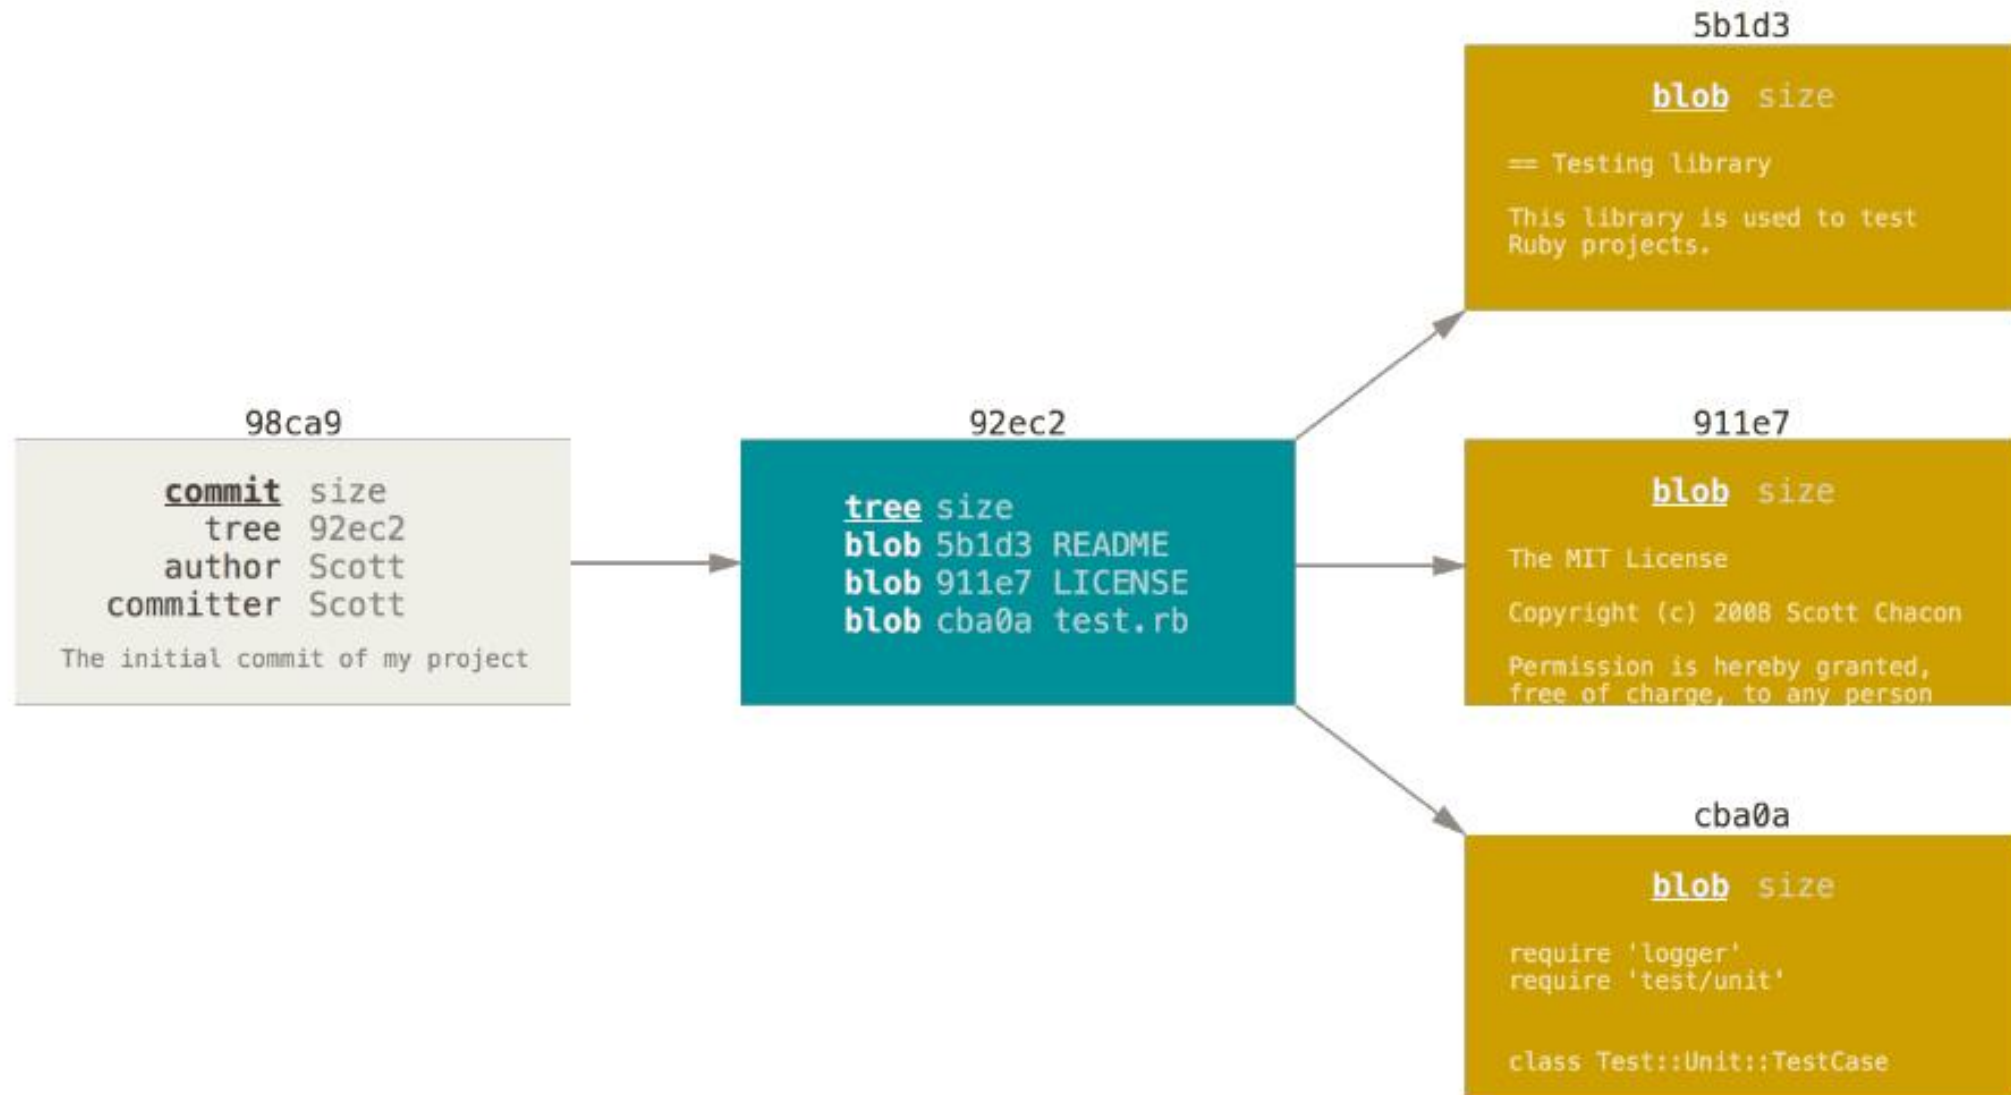 98ca9
commit size
tree 92ec2
author Scott
committer Scott
The initial commit of my project
92ec2
tree size
blob 5b1d3 README
blob 911e7 LICENSE
blob cba0a test.rb
5b1d3
blob size
== Testing library
This library is used to test
Ruby projects.
911e7
blob size
The MIT License
Copyright (c) 2008 Scott Chacon
Permission is hereby granted,
free of charge, to any person
cba0a
blob size
require 'logger'
require 'test/unit'
class Test::Unit::TestCase